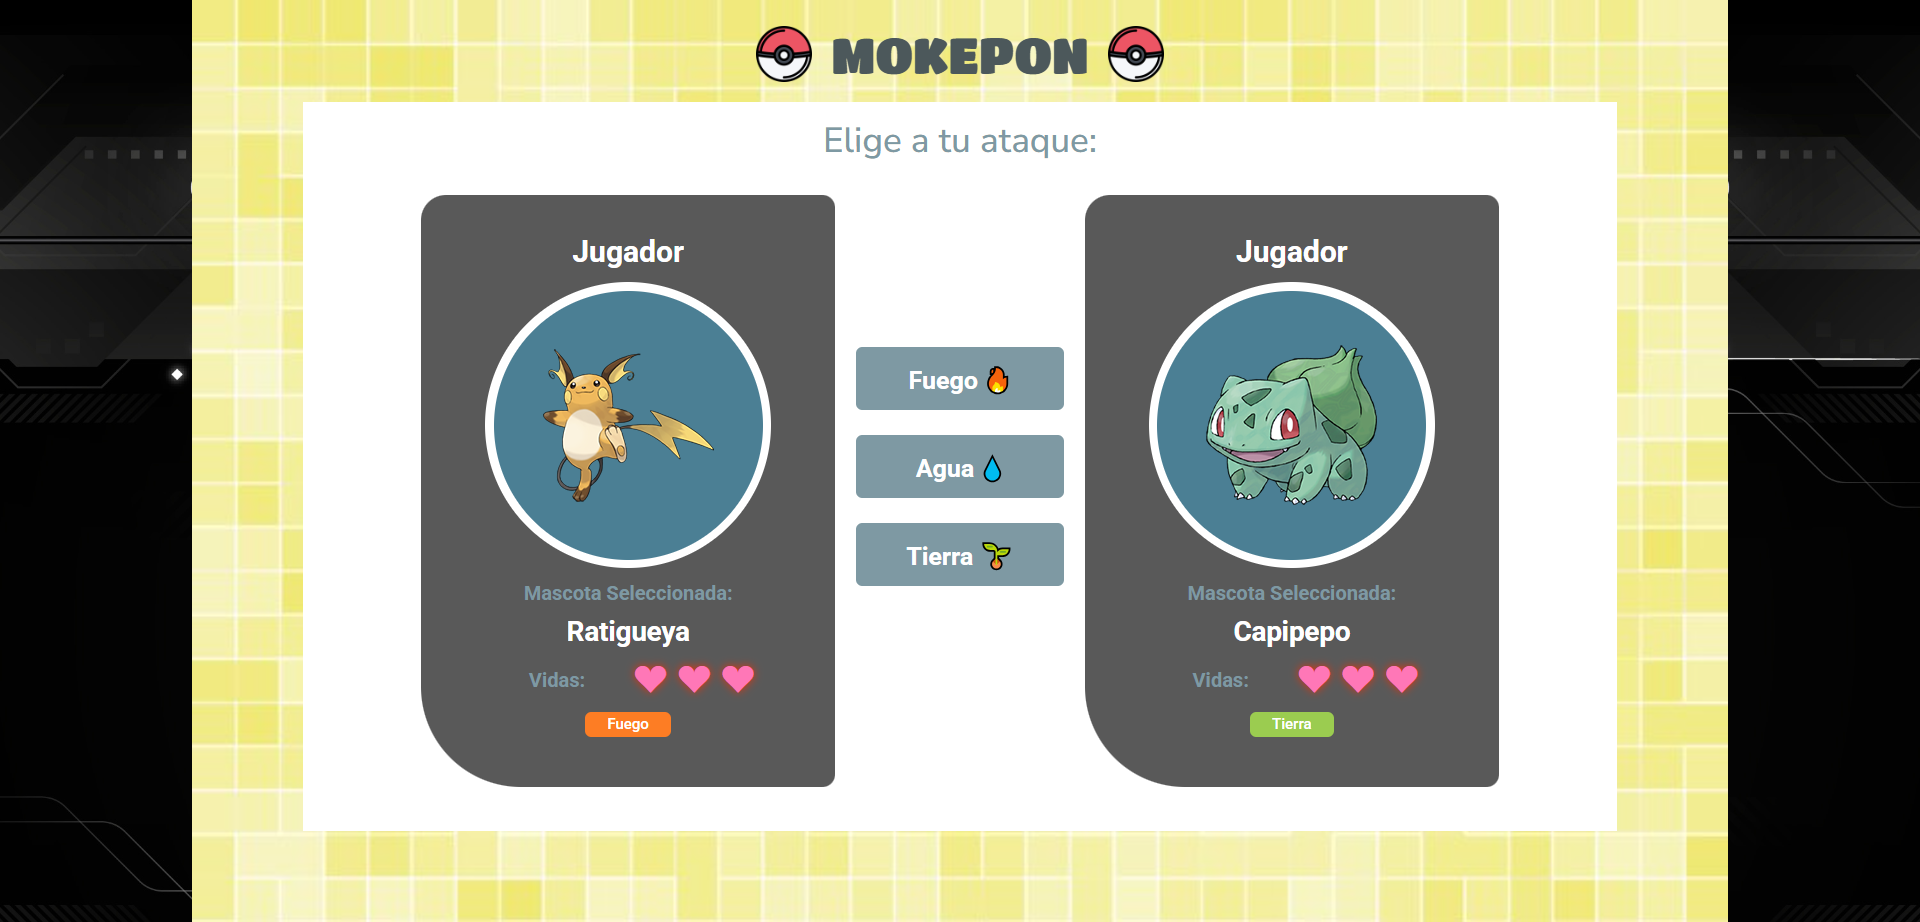 MOKEPON
Elige a tu ataque:
Jugador
Mascota Seleccionada:
Ratigueya
Vidas:
Fuego
Fuego
Agua
Tierra
Jugador
Mascota Seleccionada:
Capipepo
Vidas:
Tierra